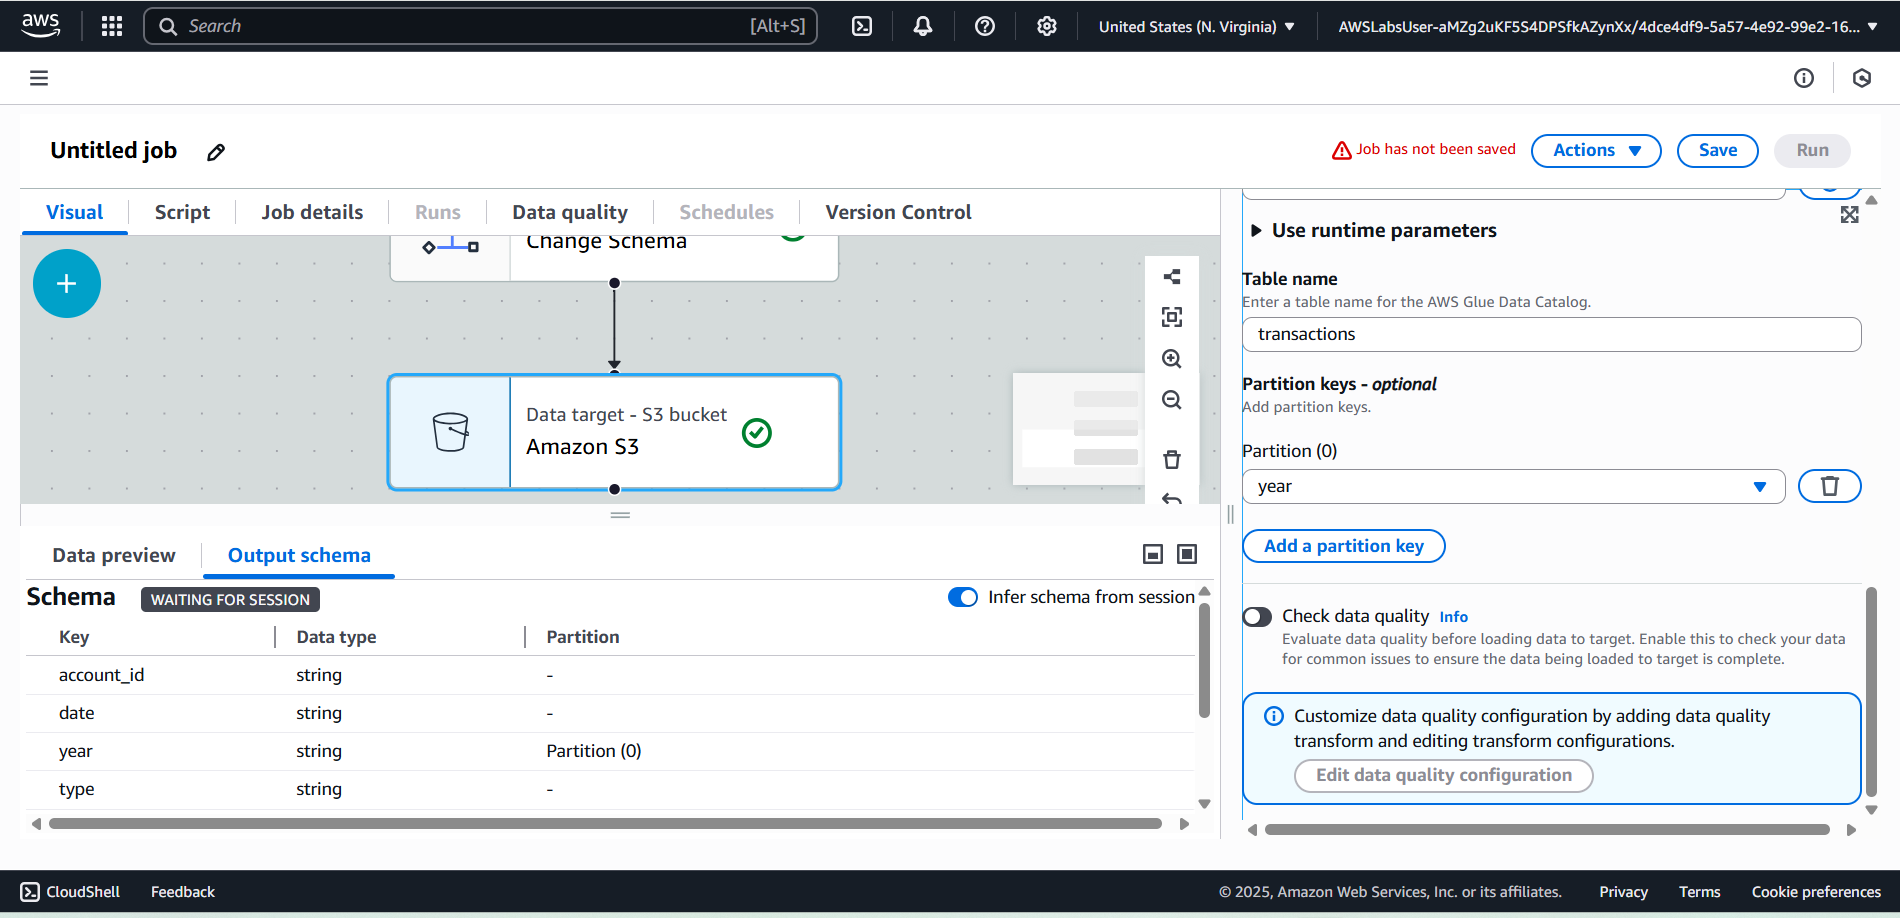 aws
Search
[Alt+S]
United States (N. Virginia)
AWSLabsUser-aMZg2uKF5S4DPSfkAZynXx/4dce4df9-5a57-4e92-99e2-16...
Untitled job
Job has not been saved
Actions
Save
Run
Visual
Script
Job details
Runs
Data quality
Schedules
Version Control
Change Schema
Data target - S3 bucket
Amazon S3
Data preview
Output schema
Schema
WAITING FOR SESSION
Infer schema from session
Key
Data type
Partition
account_id
string
-
date
string
-
year
string
Partition (0)
type
string
-
Use runtime parameters
Table name
Enter a table name for the AWS Glue Data Catalog.
transactions
Partition keys - optional
Add partition keys.
Partition (0)
year
Add a partition key
Check data quality Info
Evaluate data quality before loading data to target. Enable this to check your data
for common issues to ensure the data being loaded to target is complete.
Customize data quality configuration by adding data quality
transform and editing transform configurations.
Edit data quality configuration
CloudShell
Feedback
© 2025, Amazon Web Services, Inc. or its affiliates.
Privacy
Terms
Cookie preferences